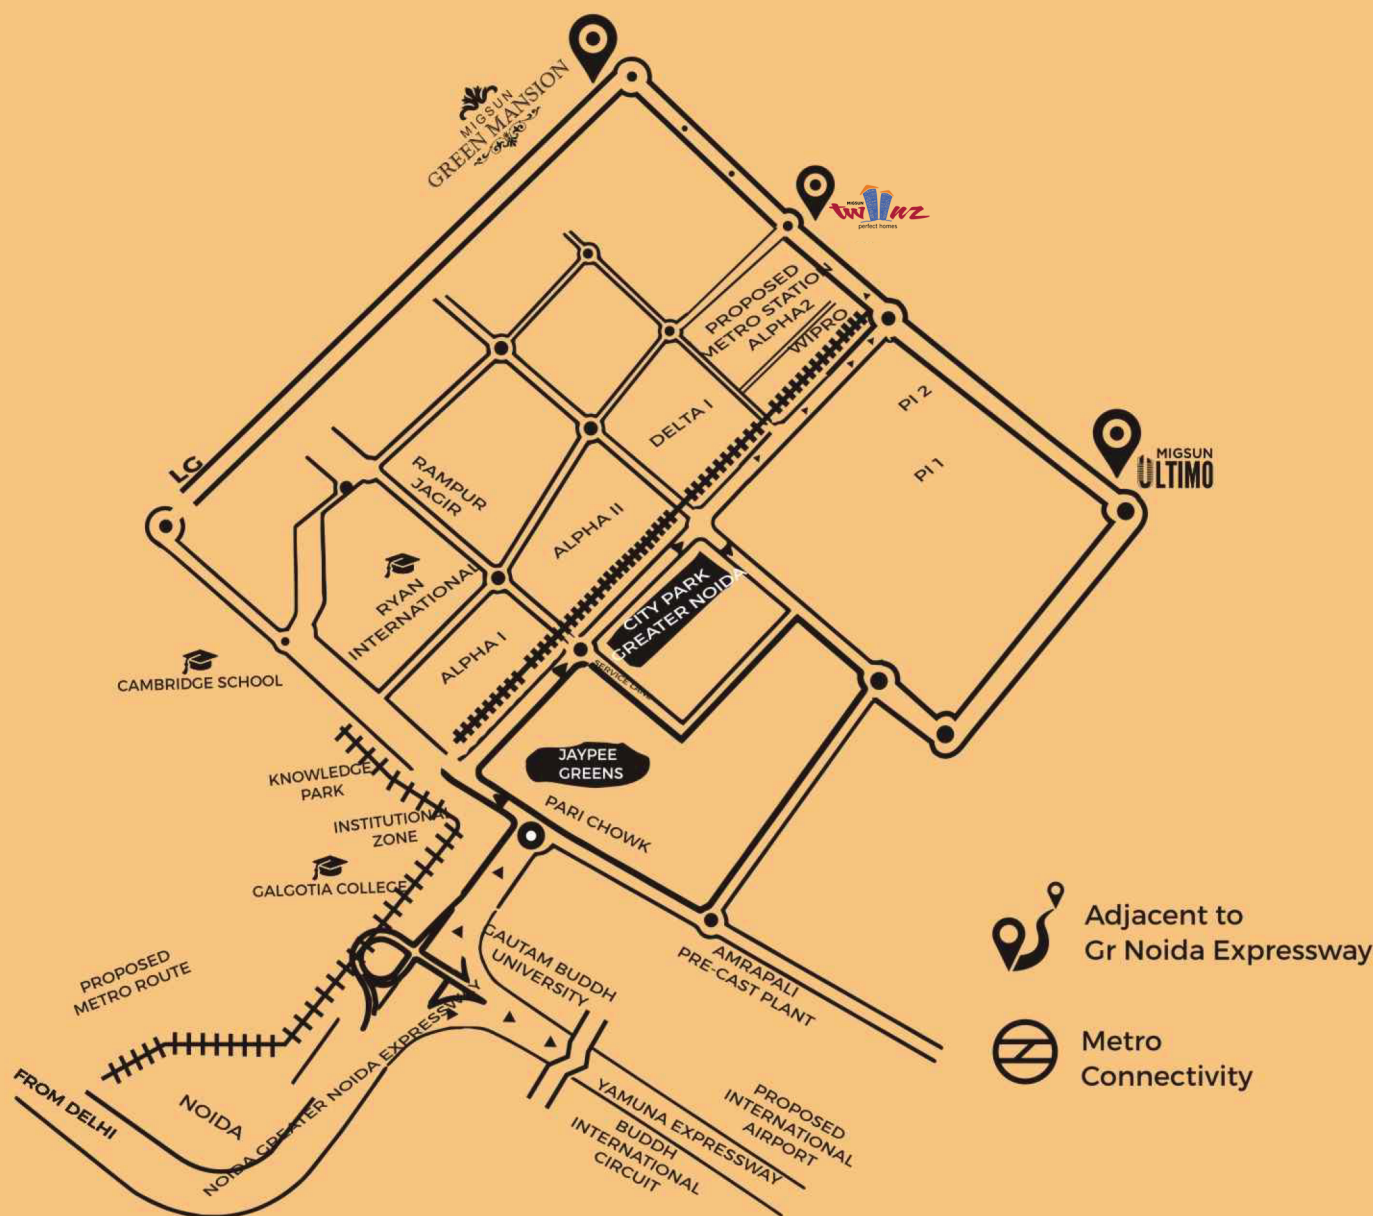 MIGSUN
GREEN MANSION
MIGSUN
twiinz
perfect homes
PROPOSED
METRO STATION
ALPHA2
WIPRO
PI 2
PI 1
DELTA I
MIGSUN
ULTIMO
LG
RAMPUR
JAGIR
ALPHA II
RYAN
INTERNATIONAL
CITY PARK
GREATER NOIDA
ALPHA I
CAMBRIDGE SCHOOL
JAYPEE
GREENS
KNOWLEDGE
PARK
PARI CHOWK
INSTITUTIONAL
ZONE
GALGOTIA COLLEGE
Adjacent to
Gr Noida Expressway
GAUTAM BUDDH
UNIVERSITY
AMRAPALI
PRE-CAST PLANT
PROPOSED
METRO ROUTE
Metro
Connectivity
FROM DELHI
NOIDA
NOIDA GREATER NOIDA EXPRESSWAY
YAMUNA EXPRESSWAY
PROPOSED
INTERNATIONAL
AIRPORT
BUDDH
INTERNATIONAL
CIRCUIT